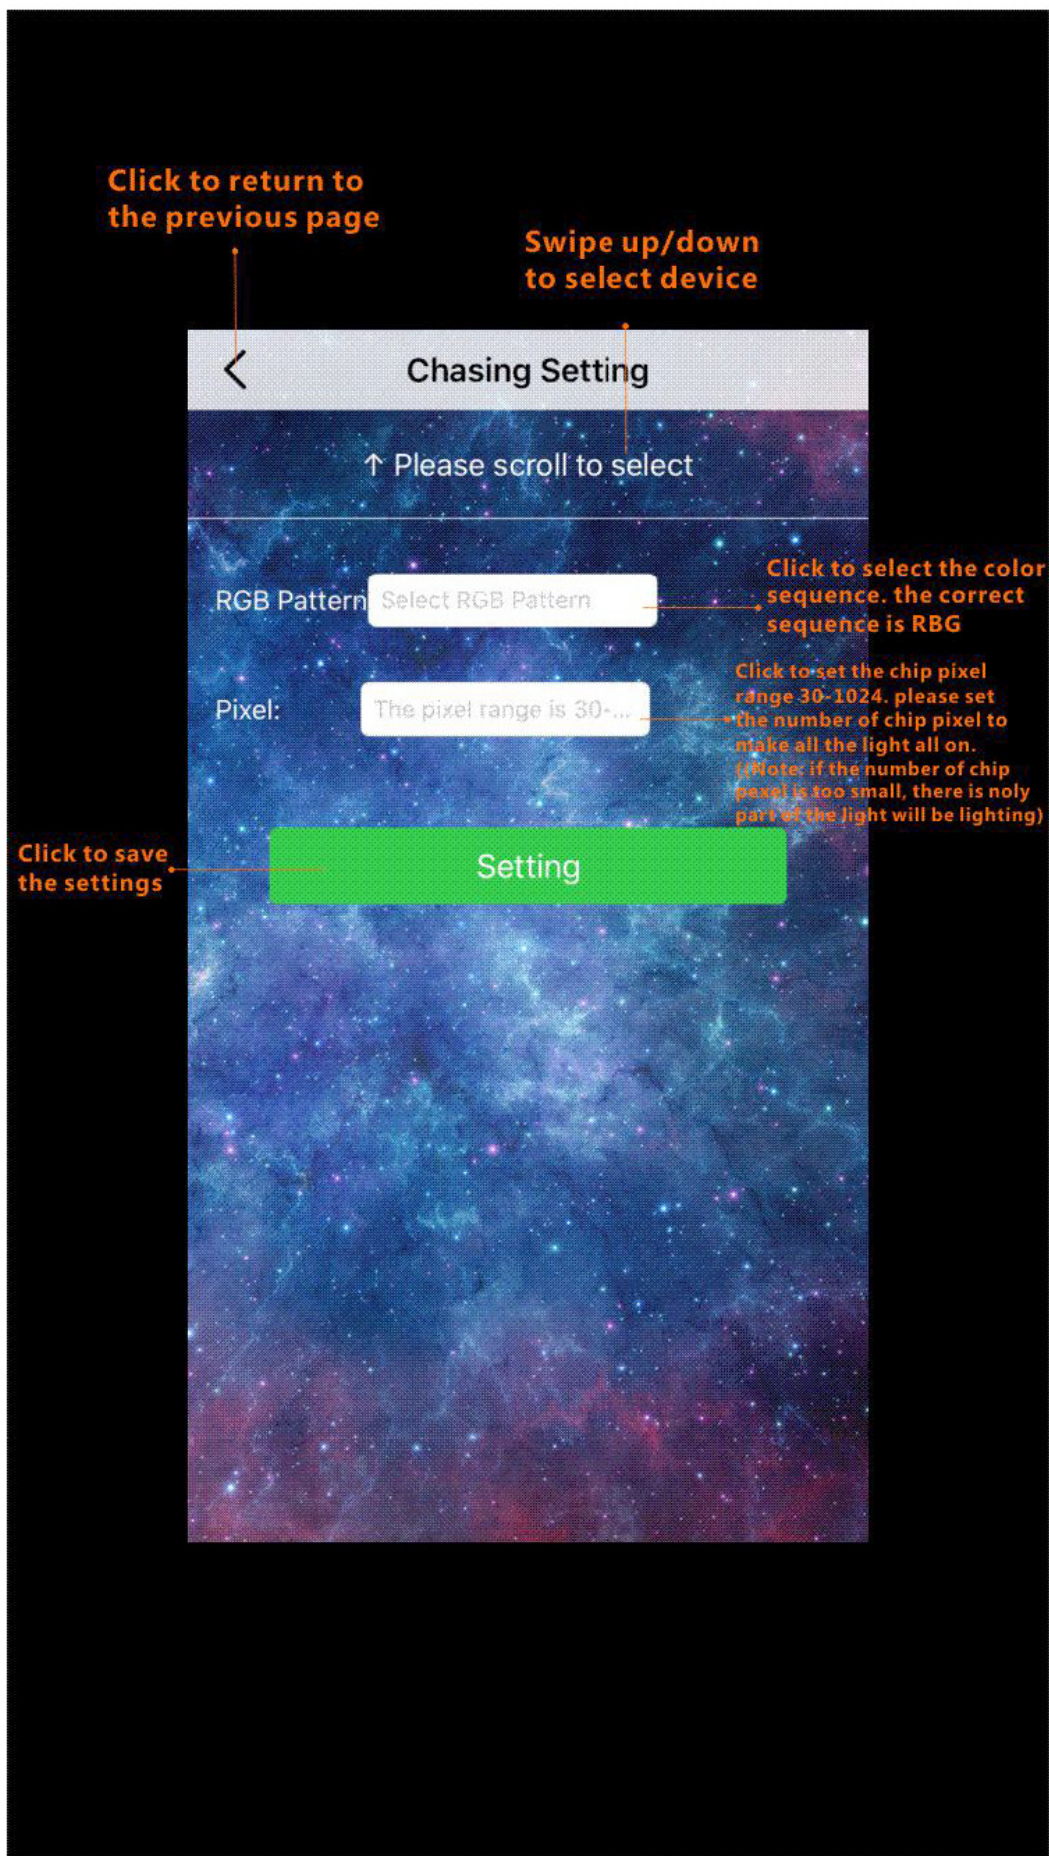 Click to return to
the previous page
Swipe up/down
to select device
Chasing Setting
↑ Please scroll to select
RGB Pattern
Select RGB Pattern
Click to select the color
sequence. the correct
sequence is RBG
Pixel:
The pixel range is 30-...
Click to set the chip pixel
range 30-1024. please set
the number of chip pixel to
make all the light all on.
((Note: if the number of chip
pexel is too small, there is noly
part of the light will be lighting)
Click to save
the settings
Setting